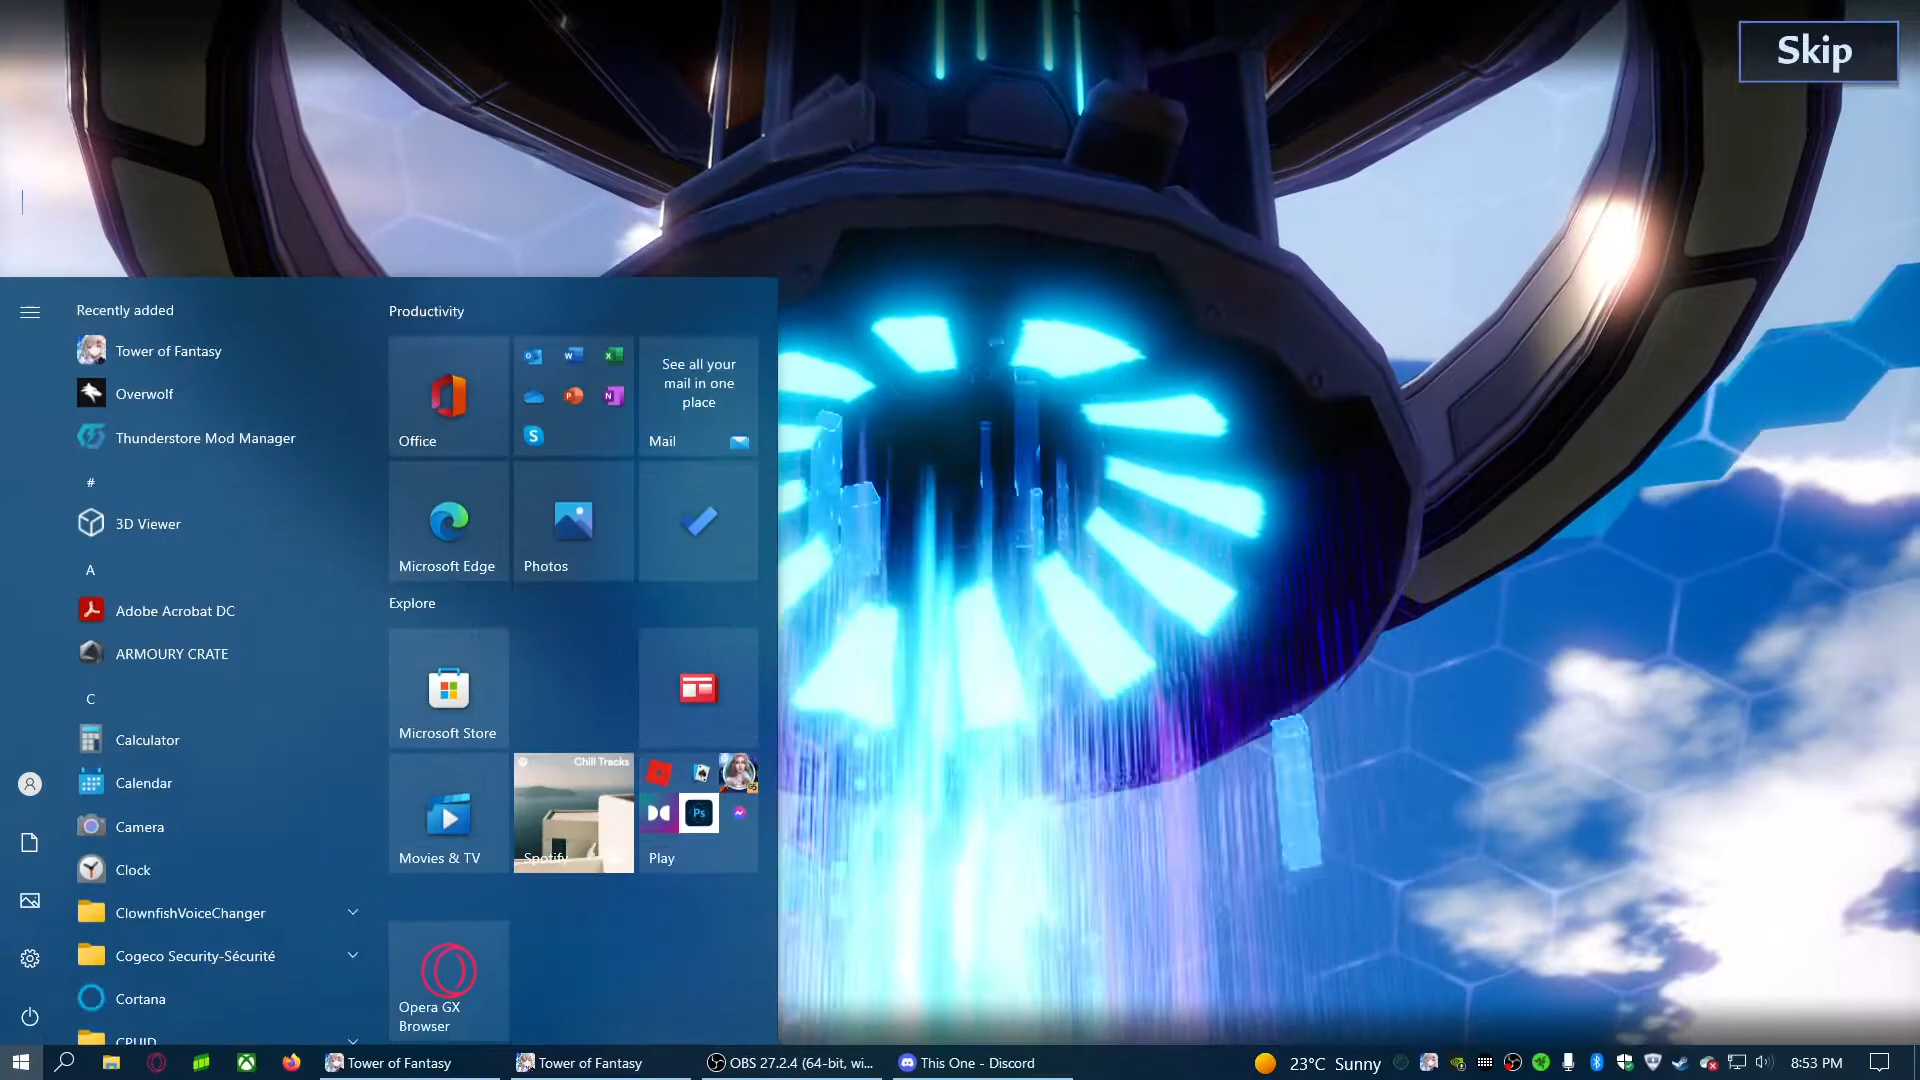 Skip
Recently added
Tower of Fantasy
Overwolf
Thunderstore Mod Manager
#
3D Viewer
A
Adobe Acrobat DC
ARMOURY CRATE
C
Calculator
Calendar
Camera
Clock
ClownfishVoiceChanger
Cogeco Security-Sécurité
Cortana
CPUID
Productivity
Office
See all your
mail in one
place
Mail
Microsoft Edge
Photos
Explore
Microsoft Store
Movies & TV
Chill Tracks
Spotify
Ps
Play
Opera GX
Browser
Tower of Fantasy
Tower of Fantasy
OBS 27.2.4 (64-bit, wi...
This One - Discord
23°C Sunny
8:53 PM